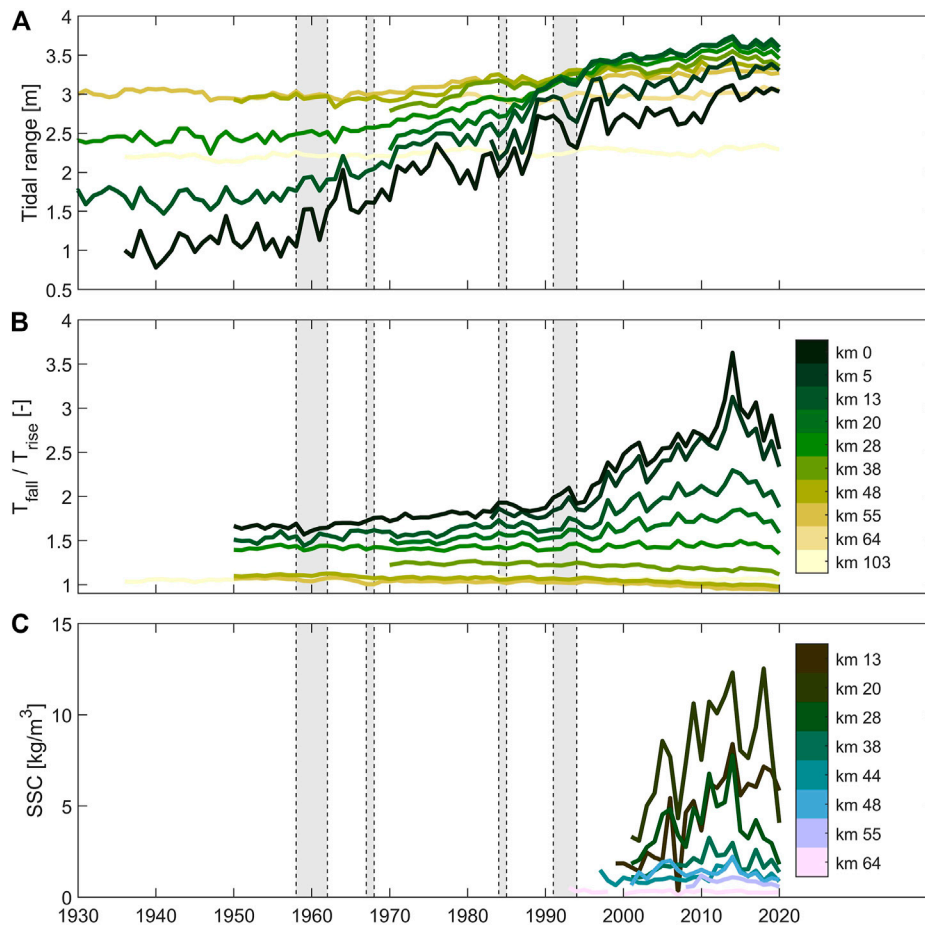 A
Tidal range [m]
4
3.5
3
2.5
2
1.5
1
0.5
B
T_fall / T_rise [-]
4
3.5
3
2.5
2
1.5
1
km 0
km 5
km 13
km 20
km 28
km 38
km 48
km 55
km 64
km 103
C
SSC [kg/m³]
15
10
5
0
km 13
km 20
km 28
km 38
km 44
km 48
km 55
km 64
1930 1940 1950 1960 1970 1980 1990 2000 2010 2020